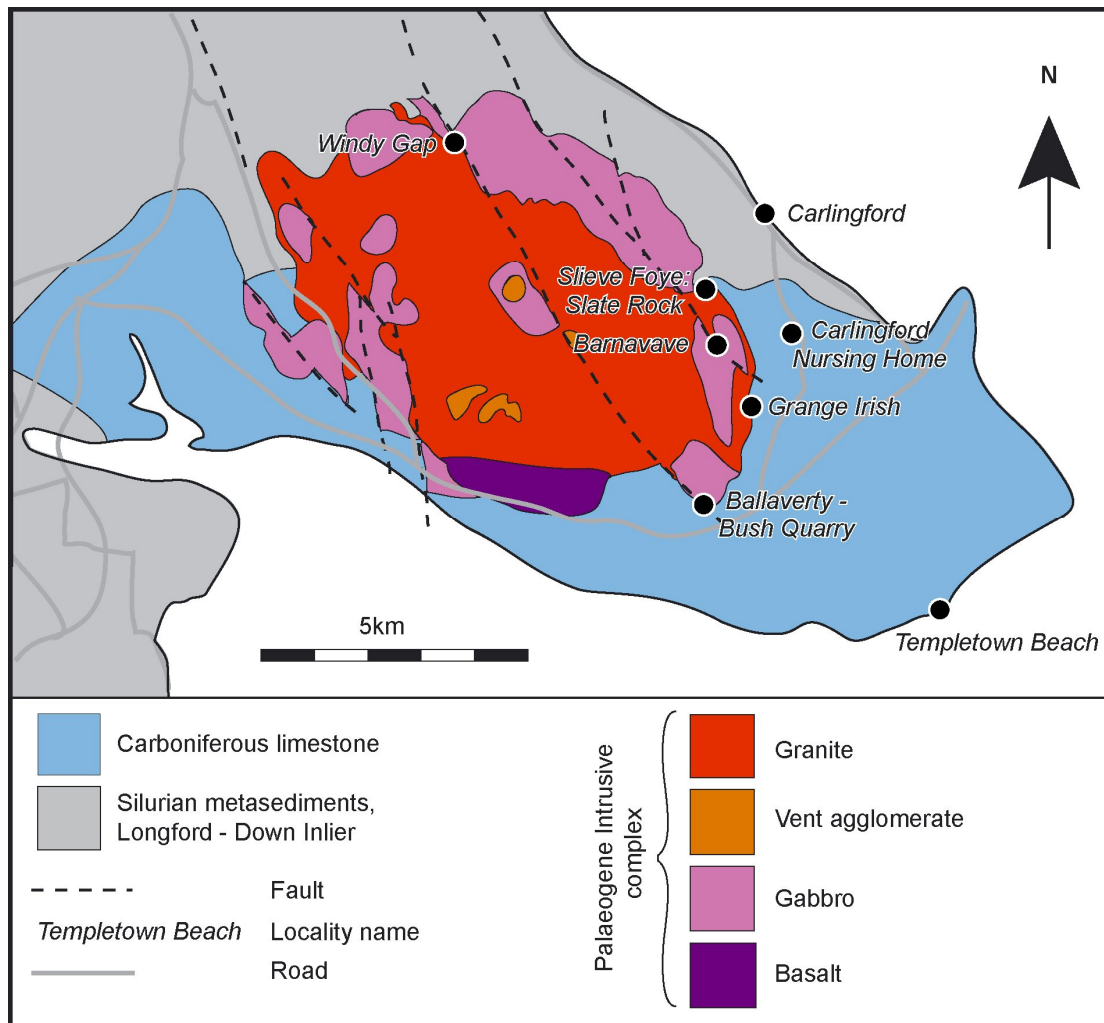 N
Windy Gap
Carlingford
Slieve Foye:
Slate Rock
Barnavave
Carlingford
Nursing Home
Grange Irish
Ballaverty -
Bush Quarry
5km
Templetown Beach
Carboniferous limestone
Silurian metasediments,
Longford - Down Inlier
Fault
Templetown Beach Locality name
Road
Palaeogene Intrusive
complex
Granite
Vent agglomerate
Gabbro
Basalt